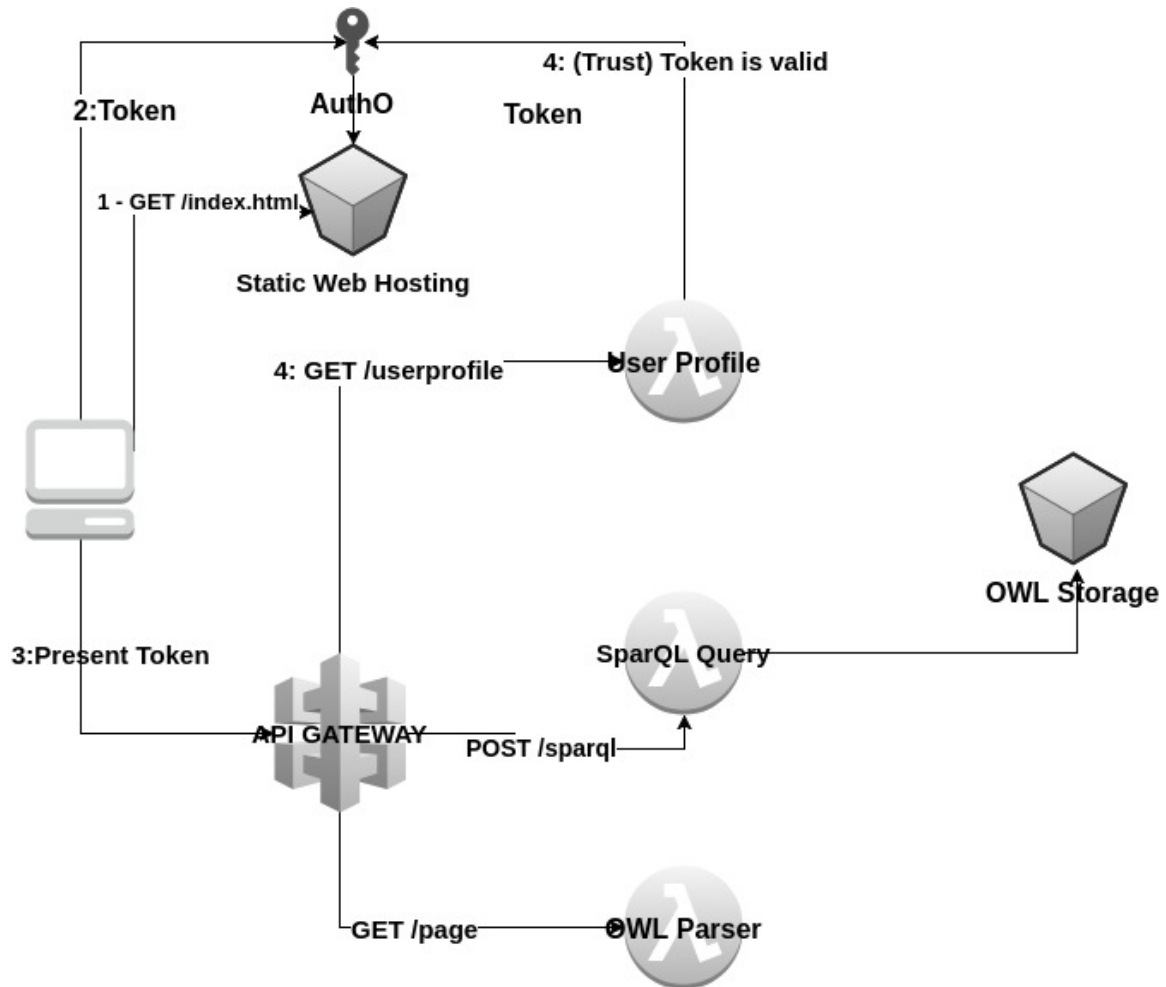 4: (Trust) Token is valid
AuthO
2:Token
Token
1 - GET /index.html
Static Web Hosting
4: GET /userprofile
User Profile
OWL Storage
3:Present Token
SparQL Query
API GATEWAY
POST /sparql
GET /page
OWL Parser